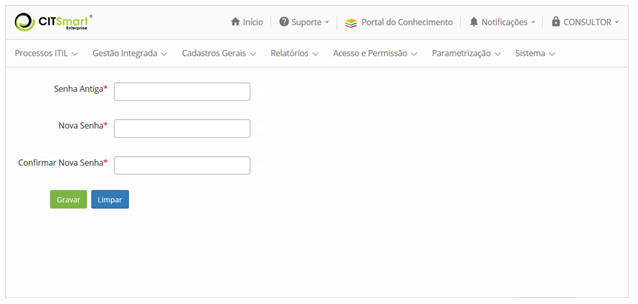 CITSmart® Início Suporte Portal do Conhecimento Notificações CONSULTOR
Enterprise
Processos ITIL Gestão Integrada Cadastros Gerais Relatórios Acesso e Permissão Parametrização Sistema
Senha Antiga*
Nova Senha*
Confirmar Nova Senha*
Gravar Limpar